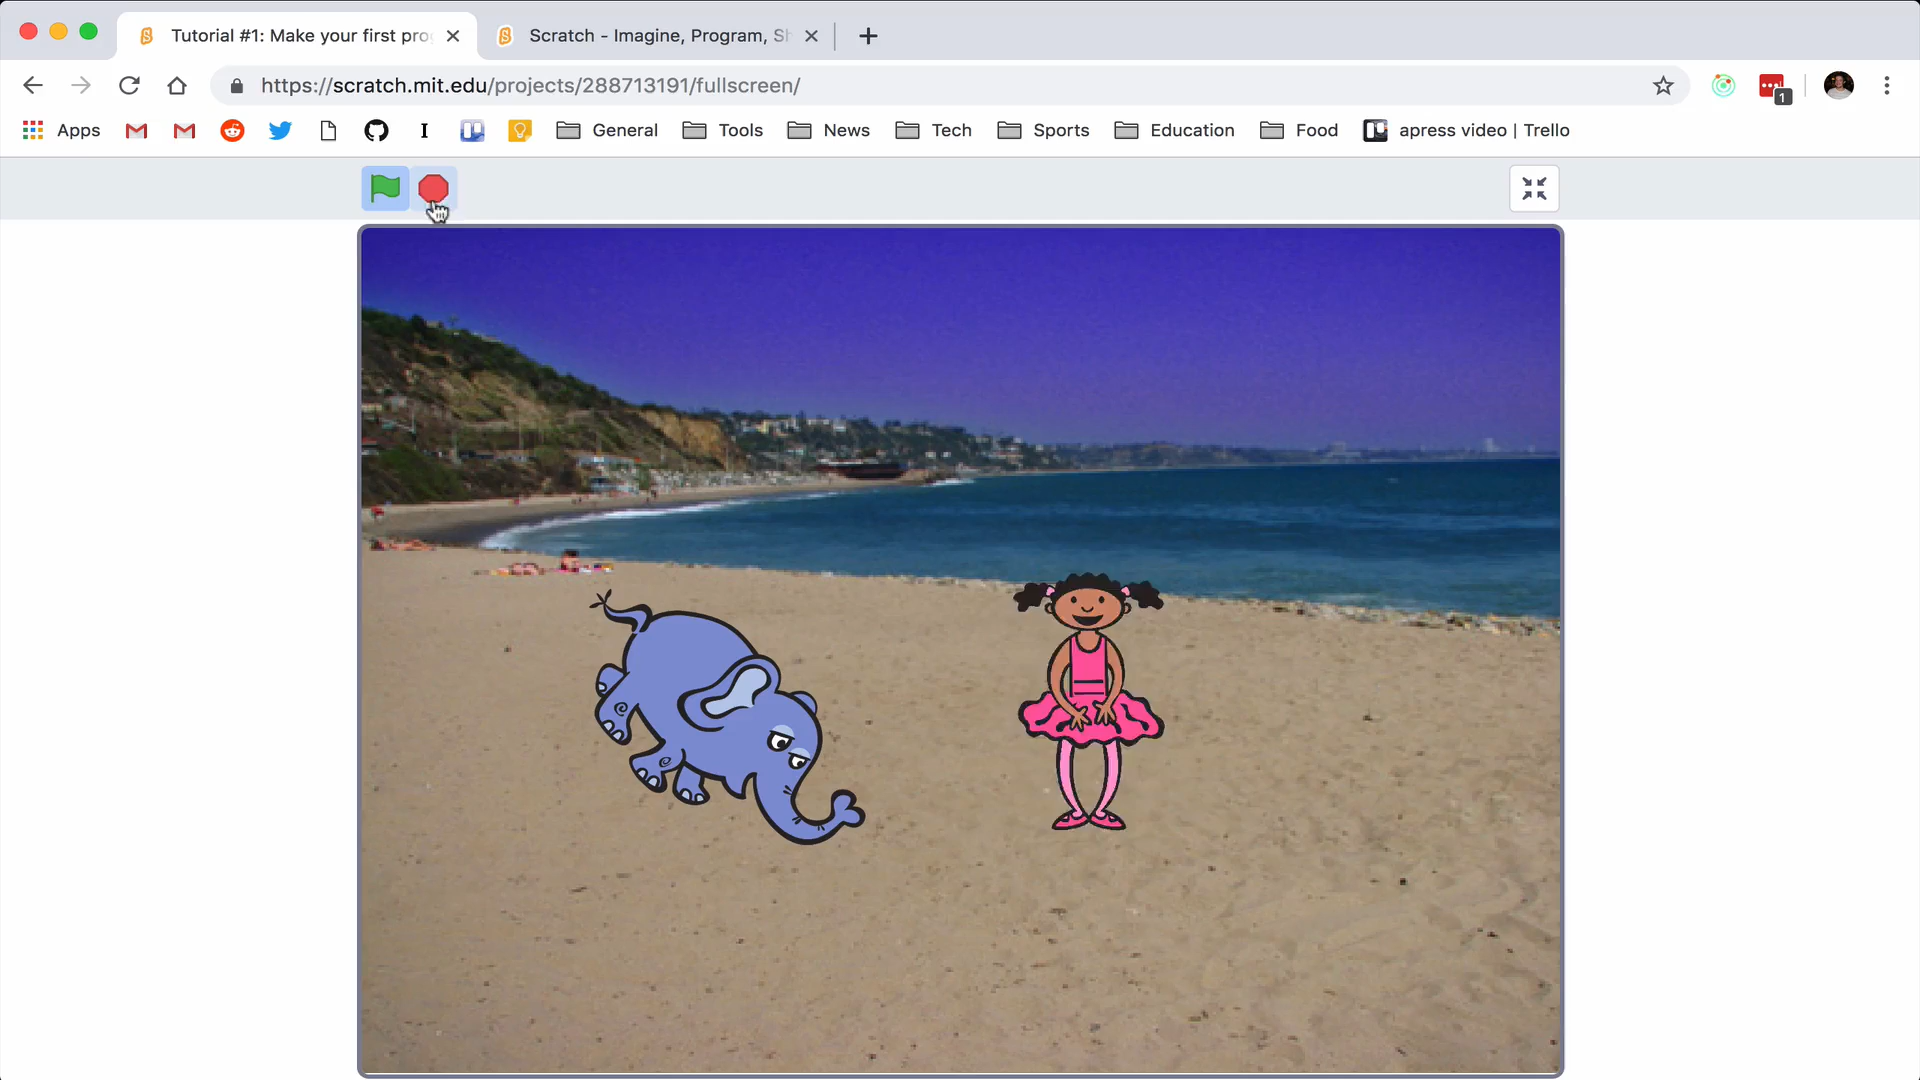 Tutorial #1: Make your first pro
Scratch - Imagine, Program, Sh
https://scratch.mit.edu/projects/288713191/fullscreen/
1
Apps
General
Tools
News
Tech
Sports
Education
Food
apress video | Trello